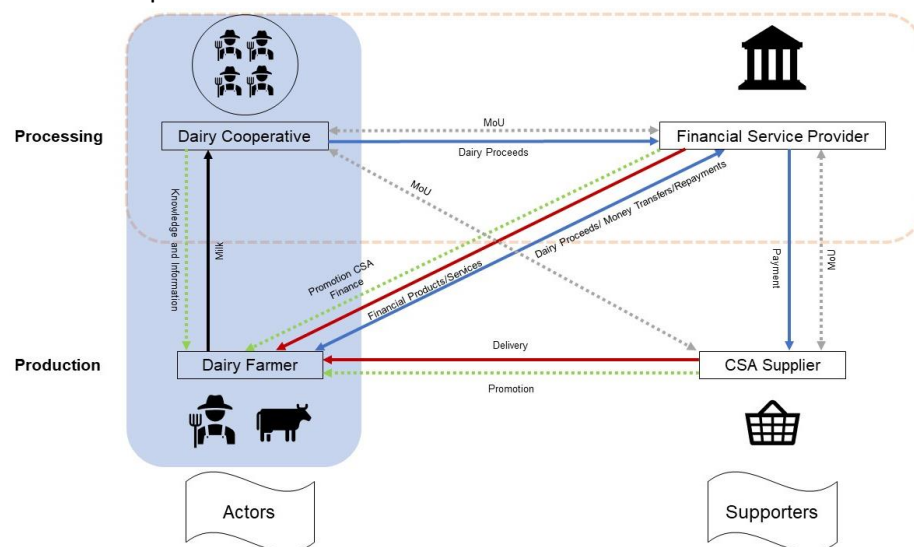 MoU
Processing
Dairy Cooperative
Financial Service Provider
Dairy Proceeds
MoU
Knowledge and Information
Milk
Promotion CSA
Finance
Financial Products/Services
Dairy Proceeds/ Money Transfers/Repayments
Payment
MoU
Production
Dairy Farmer
Delivery
CSA Supplier
Promotion
Actors
Supporters